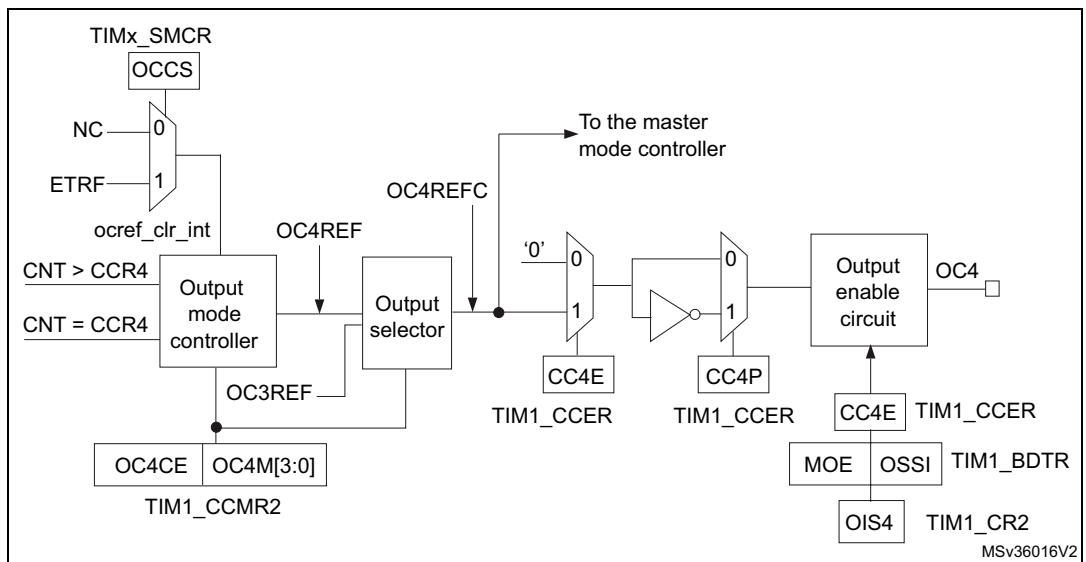 TIMx_SMCR
OCCS
NC
0
ETRF
1
ocref_clr_int
CNT > CCR4
CNT = CCR4
Output
mode
controller
OC4REF
OC3REF
Output
selector
OC4REFC
To the master
mode controller
‘0’
0
1
CC4E
TIM1_CCER
0
1
CC4P
TIM1_CCER
Output
enable
circuit
OC4
CC4E
TIM1_CCER
MOE
OSSI
TIM1_BDTR
OIS4
TIM1_CR2
OC4CE
OC4M[3:0]
TIM1_CCMR2
MSv36016V2